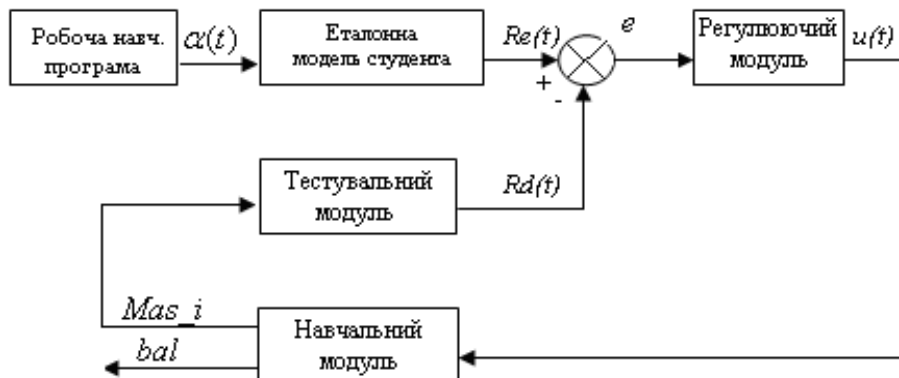 Робоча навч.
програма
α(t)
Еталонна
модель студента
Re(t)
+
-
e
Регулюючий
модуль
u(t)
Тестувальний
модуль
Rd(t)
Mas_i
bal
Навчальний
модуль